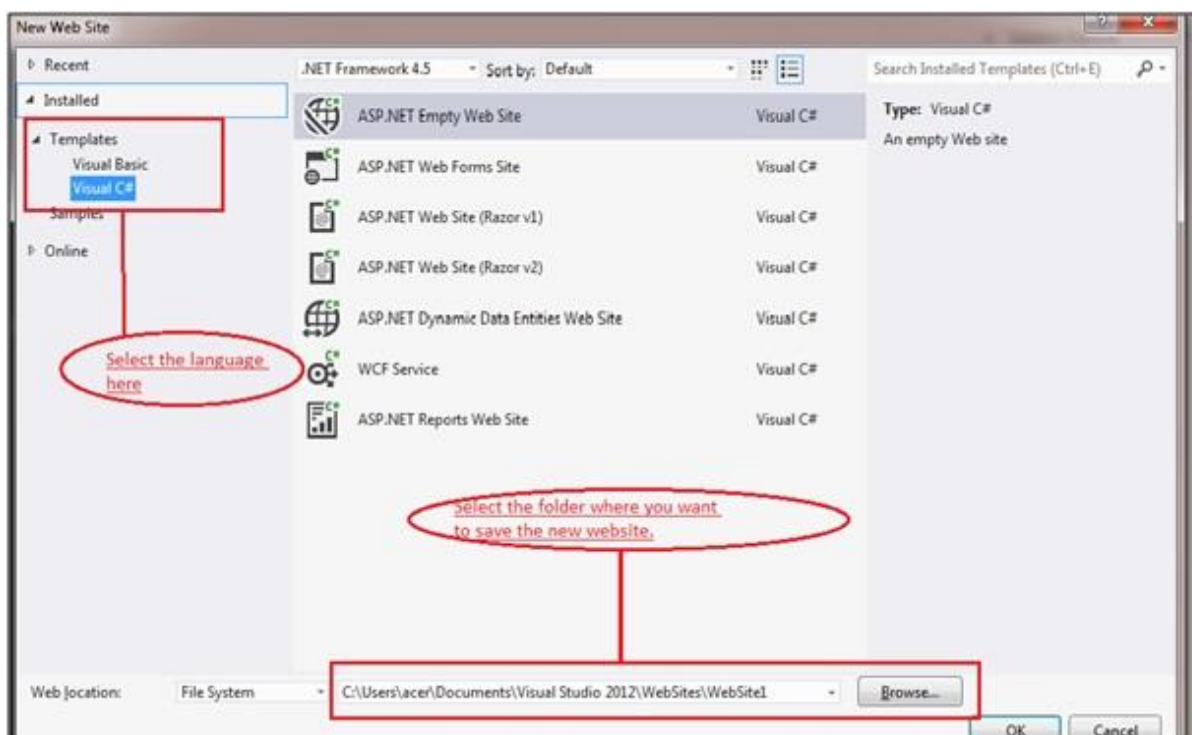 New Web Site
Recent
Installed
Templates
Visual Basic
Visual C#
Samples
Online
Select the language
here
.NET Framework 4.5
Sort by: Default
ASP.NET Empty Web Site Visual C#
ASP.NET Web Forms Site Visual C#
ASP.NET Web Site (Razor v1) Visual C#
ASP.NET Web Site (Razor v2) Visual C#
ASP.NET Dynamic Data Entities Web Site Visual C#
WCF Service Visual C#
ASP.NET Reports Web Site Visual C#
Search Installed Templates (Ctrl+E)
Type: Visual C#
An empty Web site
Select the folder where you want
to save the new website.
Web location: File System C:\Users\acer\Documents\Visual Studio 2012\WebSites\WebSite1 Browse...
OK Cancel